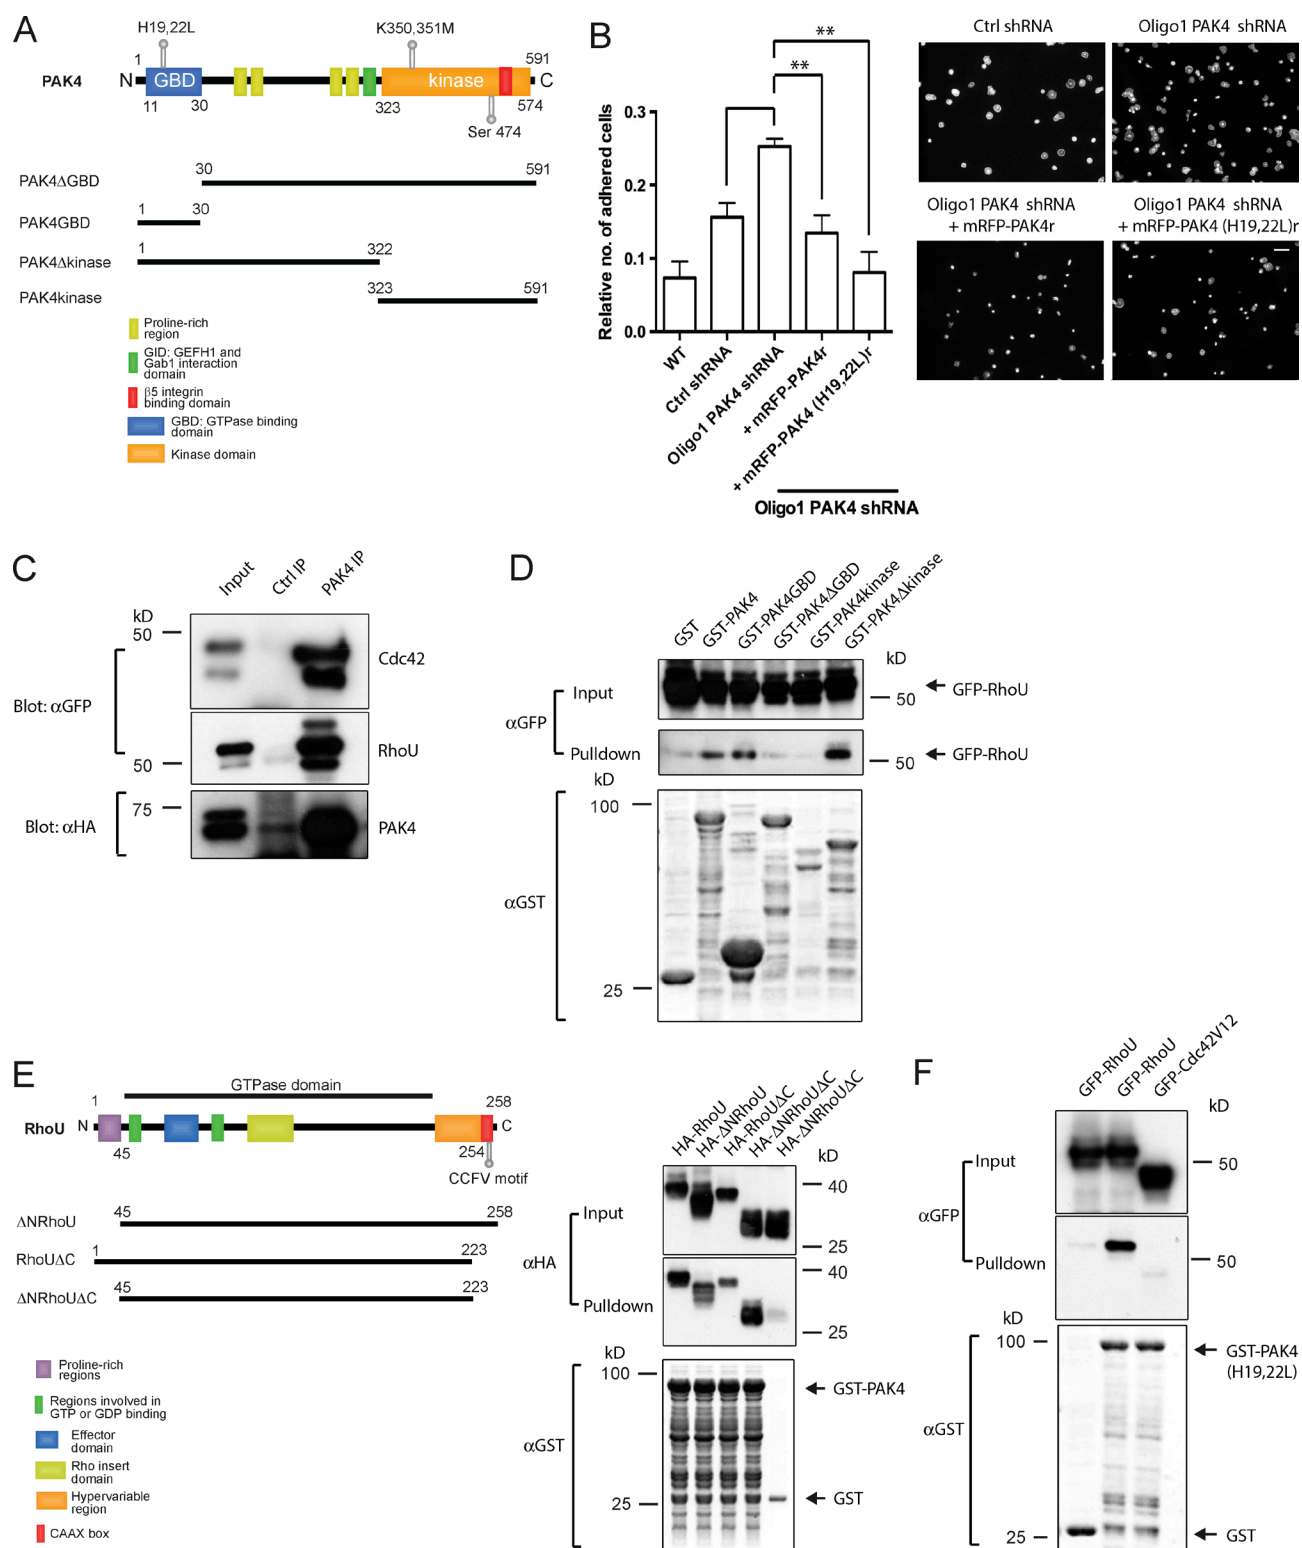 A
H19,22L
K350,351M
1
591
PAK4
N
GBD
kinase
C
11
30
323
574
Ser 474
PAK4ΔGBD
30
591
PAK4GBD
1
30
PAK4Δkinase
1
322
PAK4kinase
323
591
Proline-rich
region
GID: GEFH1 and
Gab1 interaction
domain
β5 integrin
binding domain
GBD: GTPase binding
domain
Kinase domain
B
**
**
Relative no. of adhered cells
0.3
0.2
0.1
0.0
WT
Ctrl shRNA
Oligo1 PAK4 shRNA
+ mRFP-PAK4r
+ mRFP-PAK4 (H19,22L)r
Oligo1 PAK4 shRNA
Ctrl shRNA
Oligo1 PAK4 shRNA
Oligo1 PAK4 shRNA
+ mRFP-PAK4r
Oligo1 PAK4 shRNA
+ mRFP-PAK4 (H19,22L)r
C
Input
Ctrl IP
PAK4 IP
kD
50
Cdc42
Blot: αGFP
RhoU
50
75
Blot: αHA
PAK4
D
GST
GST-PAK4
GST-PAK4GBD
GST-PAK4ΔGBD
GST-PAK4kinase
GST-PAK4Δkinase
kD
αGFP
Input
50
GFP-RhoU
Pulldown
50
GFP-RhoU
kD
100
αGST
25
E
GTPase domain
1
258
RhoU
N
C
45
254
CCFV motif
ΔNRhoU
45
258
RhoUΔC
1
223
ΔNRhoUΔC
45
223
Proline-rich
regions
Regions involved in
GTP or GDP binding
Effector
domain
Rho insert
domain
Hypervariable
region
CAAX box
HA-RhoU
HA-ΔNRhoU
HA-RhoUΔC
HA-ΔNRhoUΔC
HA-ΔNRhoUΔC
kD
αHA
Input
40
25
Pulldown
40
25
kD
100
GST-PAK4
αGST
25
GST
F
GFP-RhoU
GFP-RhoU
GFP-Cdc42V12
kD
αGFP
Input
50
Pulldown
50
kD
100
GST-PAK4
(H19,22L)
αGST
25
GST